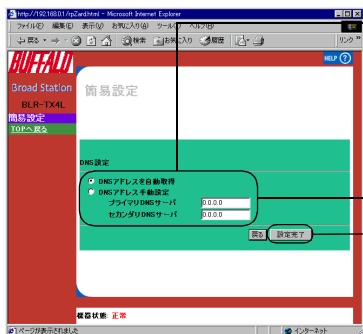 http://192.168.0.1/rpZard.html - Microsoft Internet Explorer
ファイル(F) 編集(E) 表示(V) お気に入り(A) ツール(T) ヘルプ(H)
戻る 検索 お気に入り 履歴 リンク
BUFFALO
HELP ?
Broad Station
BLR-TX4L
簡易設定
簡易設定
TOPへ戻る
DNS設定
DNSアドレスを自動取得
DNSアドレス手動設定
プライマリDNSサーバ 0.0.0.0
セカンダリDNSサーバ 0.0.0.0
戻る 設定完了
機器状態: 正常
ページが表示されました インターネット